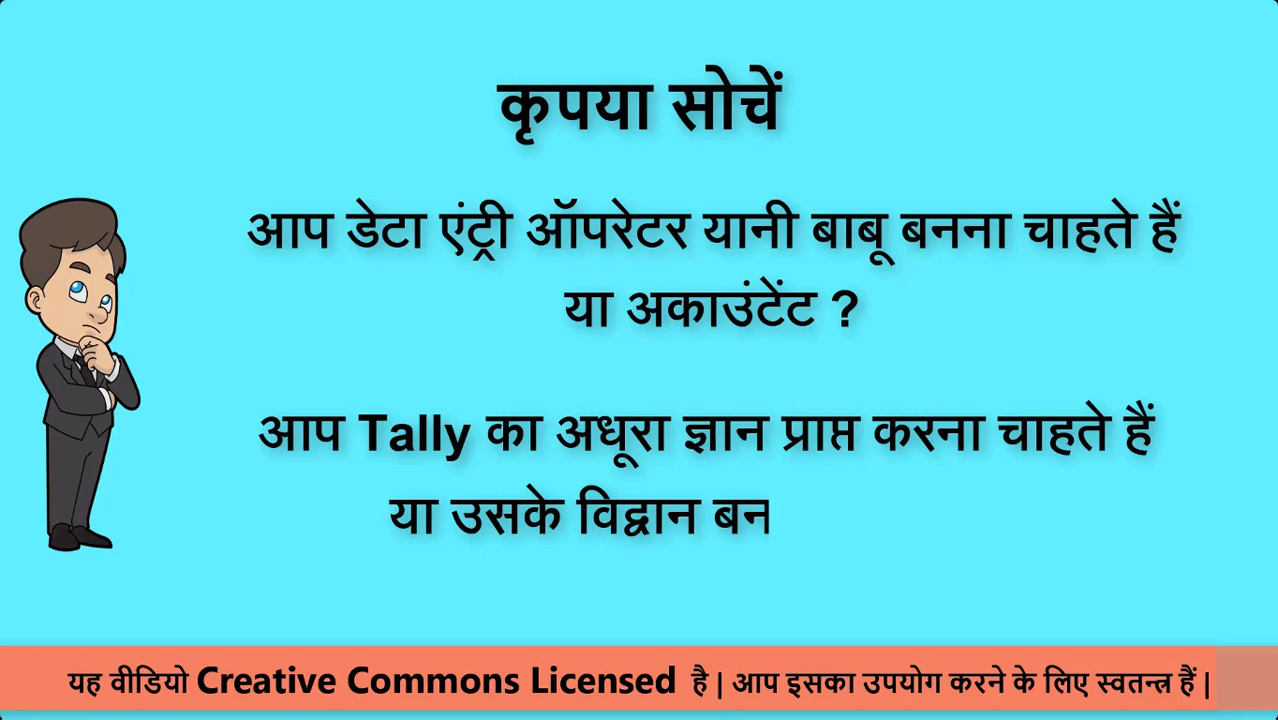 कृपया सोचें
आप डेटा एंट्री ऑपरेटर यानी बाबू बनना चाहते हैं
या अकाउंटेंट ?
आप Tally का अधूरा ज्ञान प्राप्त करना चाहते हैं
या उसके विद्वान बन
यह वीडियो Creative Commons Licensed है | आप इसका उपयोग करने के लिए स्वतन्त्र हैं |